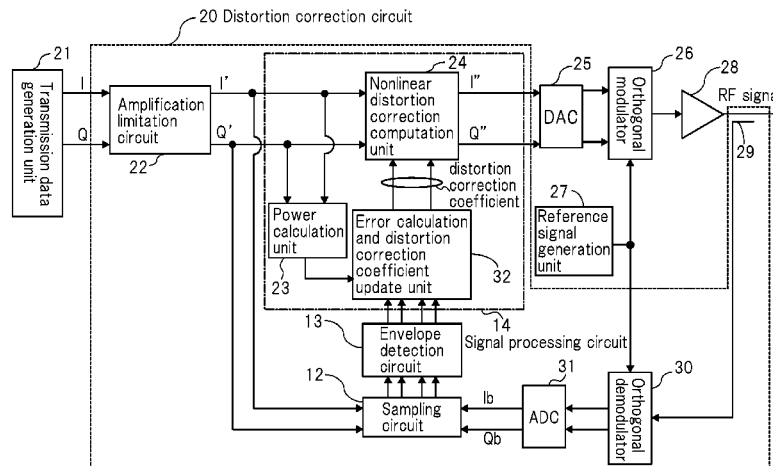 20 Distortion correction circuit
21
Transmission data
generation unit
I
Q
Amplification
limitation
circuit
22
I'
Q'
24
Nonlinear
distortion
correction
computation
unit
I"
Q"
25
DAC
26
Orthogonal
modulator
28
RF signa
29
distortion
correction
coefficient
27
Reference
signal
generation
unit
Power
calculation
unit
23
Error calculation
and distortion
correction
coefficient
update unit
32
14
Signal processing circuit
13
Envelope
detection
circuit
12
Sampling
circuit
Ib
Qb
31
ADC
30
Orthogonal
demodulator